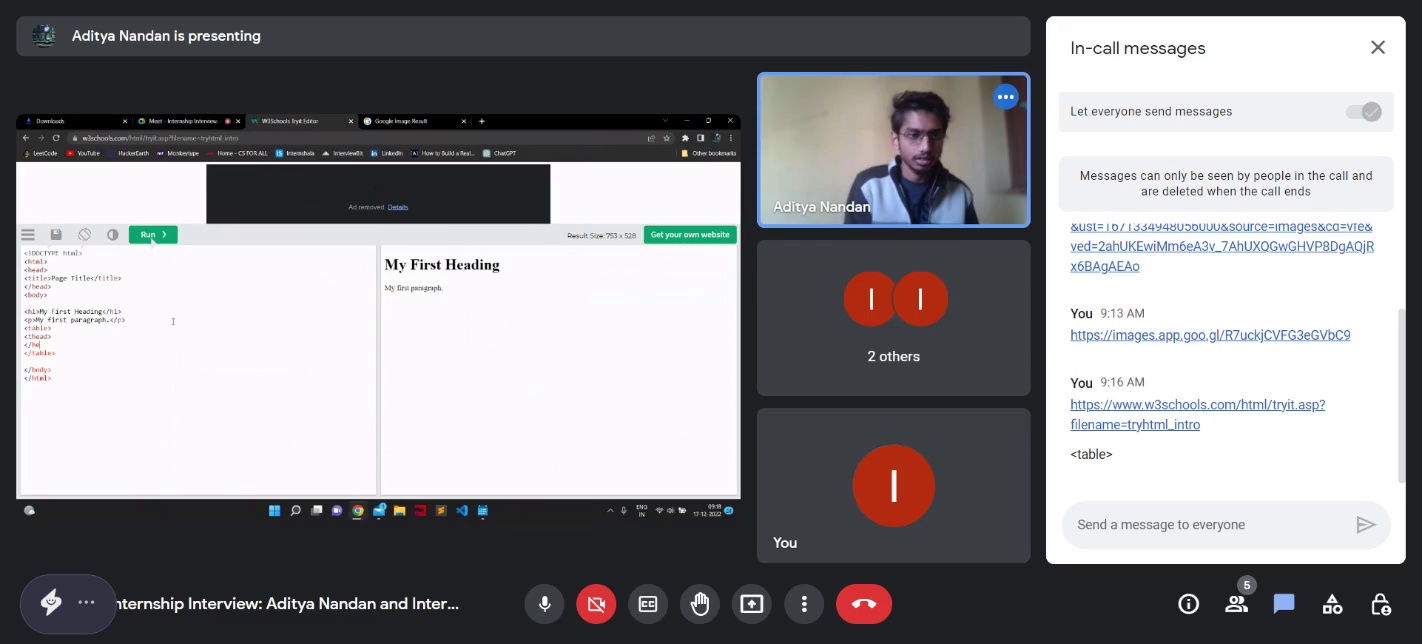 Aditya Nandan is presenting
Downloads
Meet - Internship Interview:
W3Schools Tryit Editor
Google Image Result
w3schools.com/html/tryit.asp?filename=tryhtml_intro
LeetCode
YouTube
HackerEarth
Monkeytype
Home - CS FOR ALL
Internshala
InterviewBit
LinkedIn
How to Build a Real...
ChatGPT
Other bookmarks
Ad removed Details
Run
Result Size: 753 x 528
Get your own website
<!DOCTYPE html>
<html>
<head>
<title>Page Title</title>
</head>
<body>
<h1>My First Heading</h1>
<p>My first paragraph.</p>
<table>
<thead>
</he
</table>
</body>
</html>
My First Heading
My first paragraph.
ENG
IN
09:18
17-12-2022
Aditya Nandan
I
I
2 others
I
You
In-call messages
Let everyone send messages
Messages can only be seen by people in the call and
are deleted when the call ends
&ust=1671334948056000&source=images&cd=vfe&
ved=2ahUKEwiMm6eA3v_7AhUXQGwGHVP8DgAQjR
x6BAgAEAo
You 9:13 AM
https://images.app.goo.gl/R7uckjCVFG3eGVbC9
You 9:16 AM
https://www.w3schools.com/html/tryit.asp?
filename=tryhtml_intro
<table>
Send a message to everyone
nternship Interview: Aditya Nandan and Inter...
CC
5